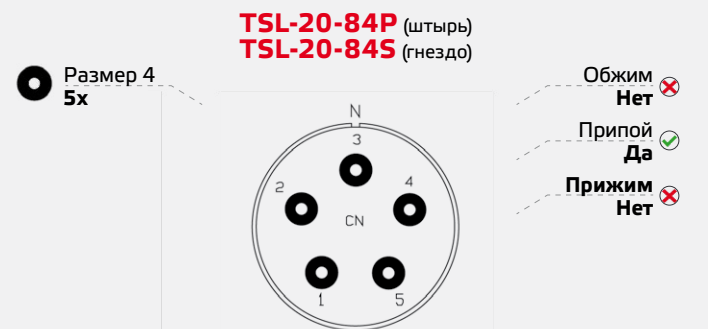 TSL-20-84P (штырь)
TSL-20-84S (гнездо)
Размер 4
5x
Обжим
Нет
Припой
Да
Прижим
Нет
N
3
2
4
CN
1
5